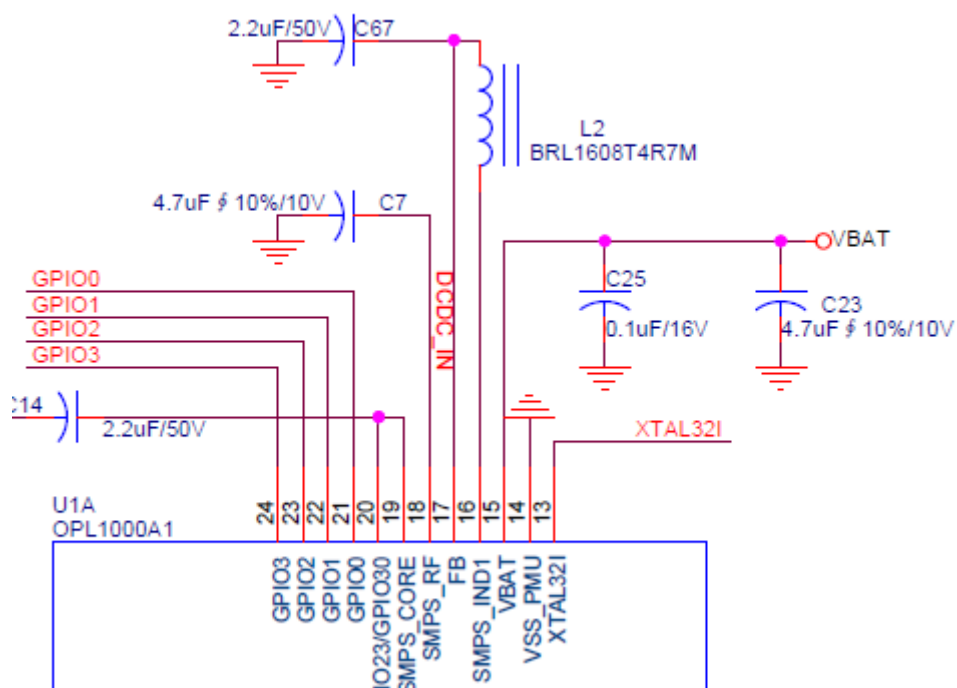 2.2uF/50V
C67
L2
BRL1608T4R7M
4.7uF ∮ 10%/10V
C7
VBAT
DCDC_IN
GPIO0
GPIO1
GPIO2
GPIO3
C25
0.1uF/16V
C23
4.7uF ∮ 10%/10V
C14
2.2uF/50V
XTAL32I
U1A
OPL1000A1
24
23
22
21
20
19
18
17
16
15
14
13
GPIO3
GPIO2
GPIO1
GPIO0
IO23/GPIO30
SMPS_CORE
SMPS_RF
FB
SMPS_IND1
VBAT
VSS_PMU
XTAL32I